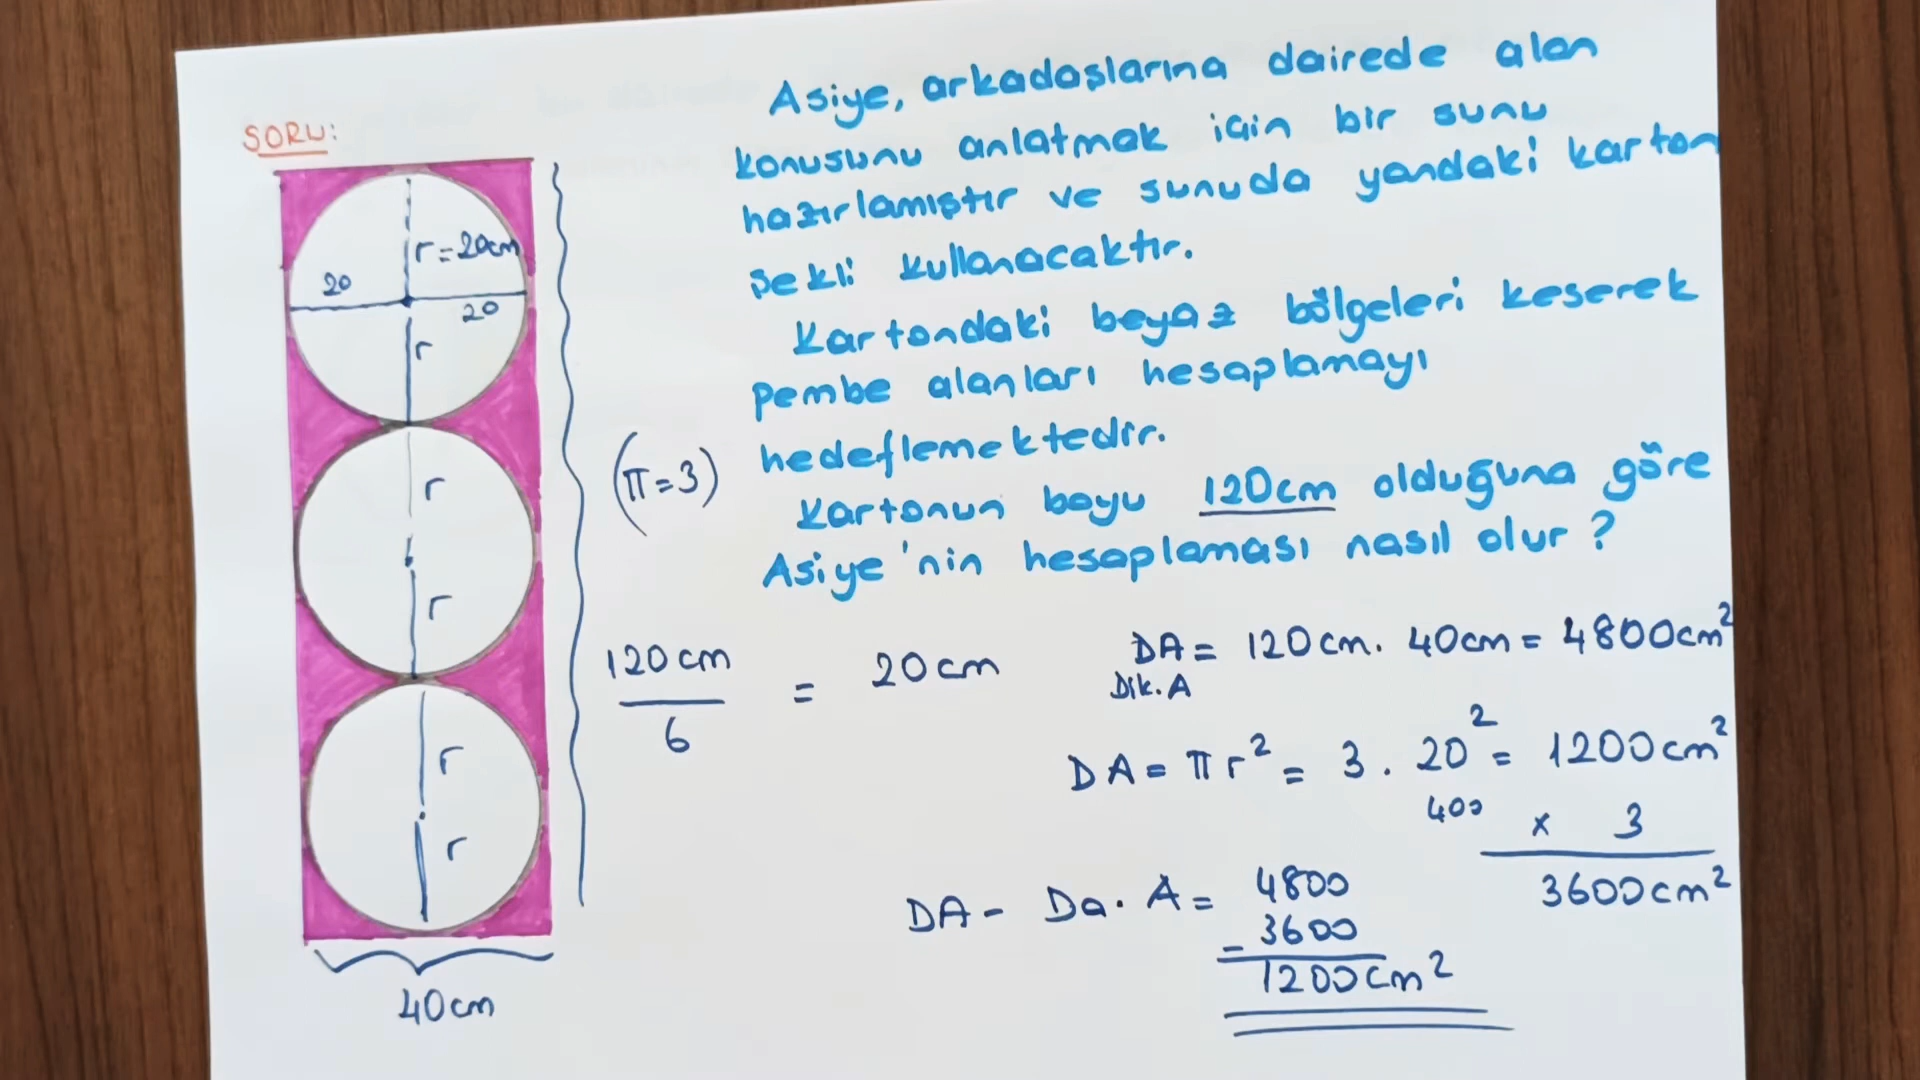 SORU:
r=20cm
20
20
r
r
r
r
r
40cm
Asiye, arkadaşlarına dairede alan
konusunu anlatmak için bir sunu
hazırlamıştır ve sunuda yandaki karton
şekli kullanacaktır.
Kartondaki beyaz bölgeleri keserek
pembe alanları hesaplamayı
hedeflemektedir.
(π=3)
Kartonun boyu 120cm olduğuna göre
Asiye'nin hesaplaması nasıl olur?
120cm
6
= 20cm
DA = 120cm. 40cm = 4800cm²
Dik.A
DA = πr² = 3 . 20² = 1200cm²
400
x 3
3600cm²
DA - Da. A = 4800
- 3600
1200cm²